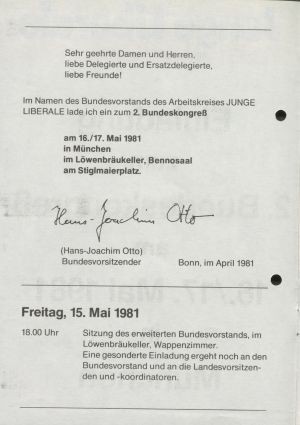 Sehr geehrte Damen und Herren,
liebe Delegierte und Ersatzdelegierte,
liebe Freunde!
Im Namen des Bundesvorstands des Arbeitskreises JUNGE
LIBERALE lade ich ein zum 2. Bundeskongreß
am 16./17. Mai 1981
in München
im Löwenbräukeller, Bennosaal
am Stiglmaierplatz.
Hans-Joachim Otto
(Hans-Joachim Otto)
Bundesvorsitzender Bonn, im April 1981
Freitag, 15. Mai 1981
18.00 Uhr Sitzung des erweiterten Bundesvorstands, im
Löwenbräukeller, Wappenzimmer.
Eine gesonderte Einladung ergeht noch an den
Bundesvorstand und an die Landesvorsitzen-
den und -koordinatoren.